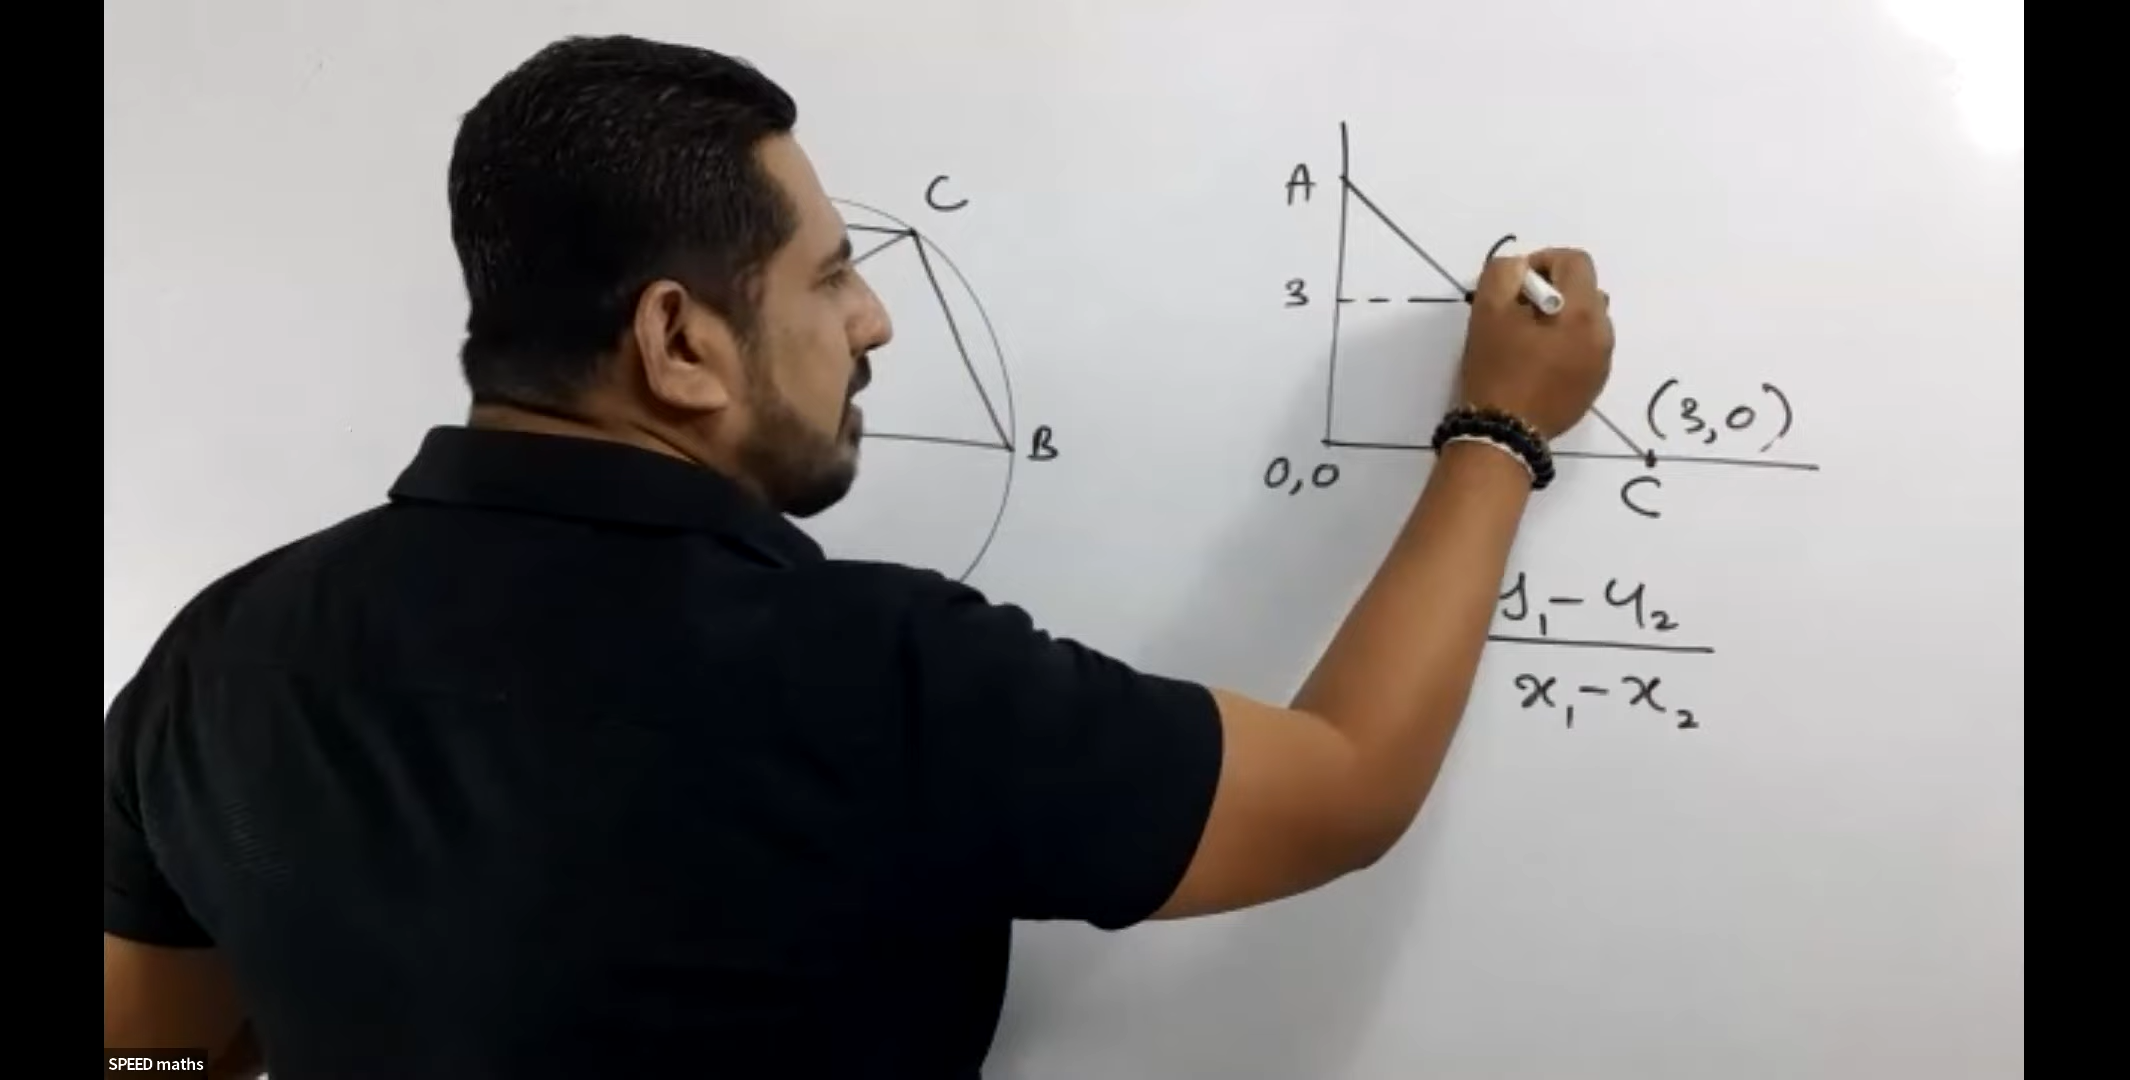 C
B
A
3
(
(3,0)
0,0
C
y₁ - y₂
x₁ - x₂
SPEED maths